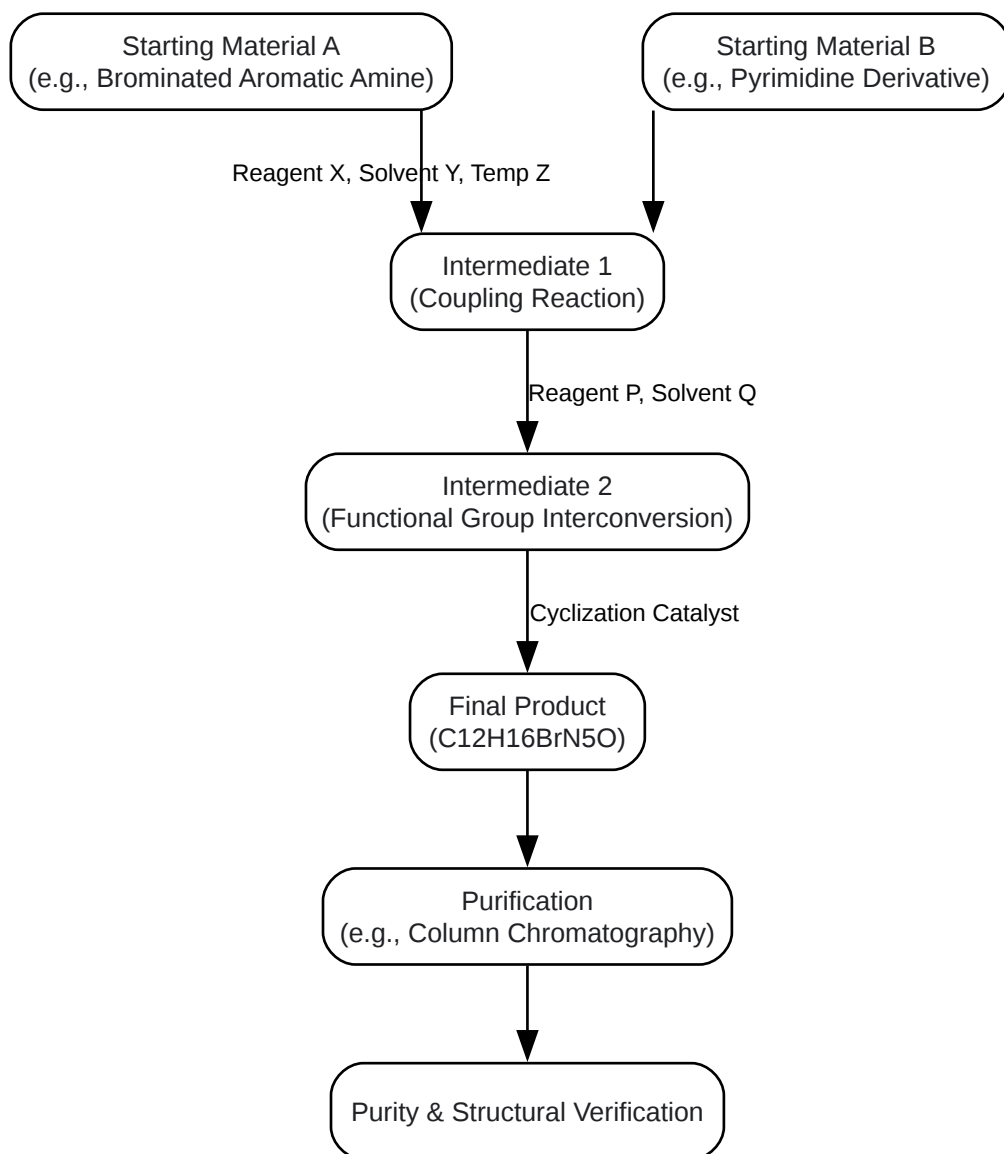 Starting Material A
(e.g., Brominated Aromatic Amine)
Starting Material B
(e.g., Pyrimidine Derivative)
Reagent X, Solvent Y, Temp Z
Intermediate 1
(Coupling Reaction)
Reagent P, Solvent Q
Intermediate 2
(Functional Group Interconversion)
Cyclization Catalyst
Final Product
(C12H16BrN5O)
Purification
(e.g., Column Chromatography)
Purity & Structural Verification